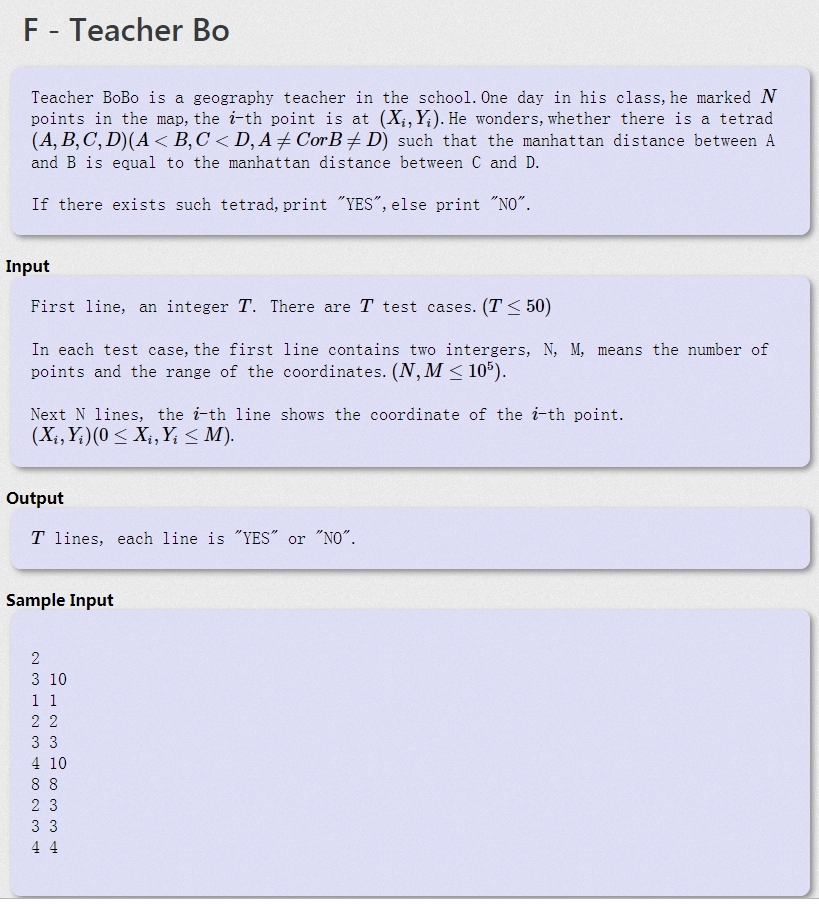 F - Teacher Bo
Teacher BoBo is a geography teacher in the school.One day in his class,he marked N
points in the map,the i-th point is at (X_i,Y_i).He wonders,whether there is a tetrad
(A,B,C,D)(A < B,C < D,A ≠ CorB ≠ D) such that the manhattan distance between A
and B is equal to the manhattan distance between C and D.
If there exists such tetrad,print "YES",else print "NO".
Input
First line, an integer T. There are T test cases.(T ≤ 50)
In each test case,the first line contains two intergers, N, M, means the number of
points and the range of the coordinates.(N,M ≤ 10^5).
Next N lines, the i-th line shows the coordinate of the i-th point.
(X_i,Y_i)(0 ≤ X_i,Y_i ≤ M).
Output
T lines, each line is "YES" or "NO".
Sample Input
2
3 10
1 1
2 2
3 3
4 10
8 8
2 3
3 3
4 4